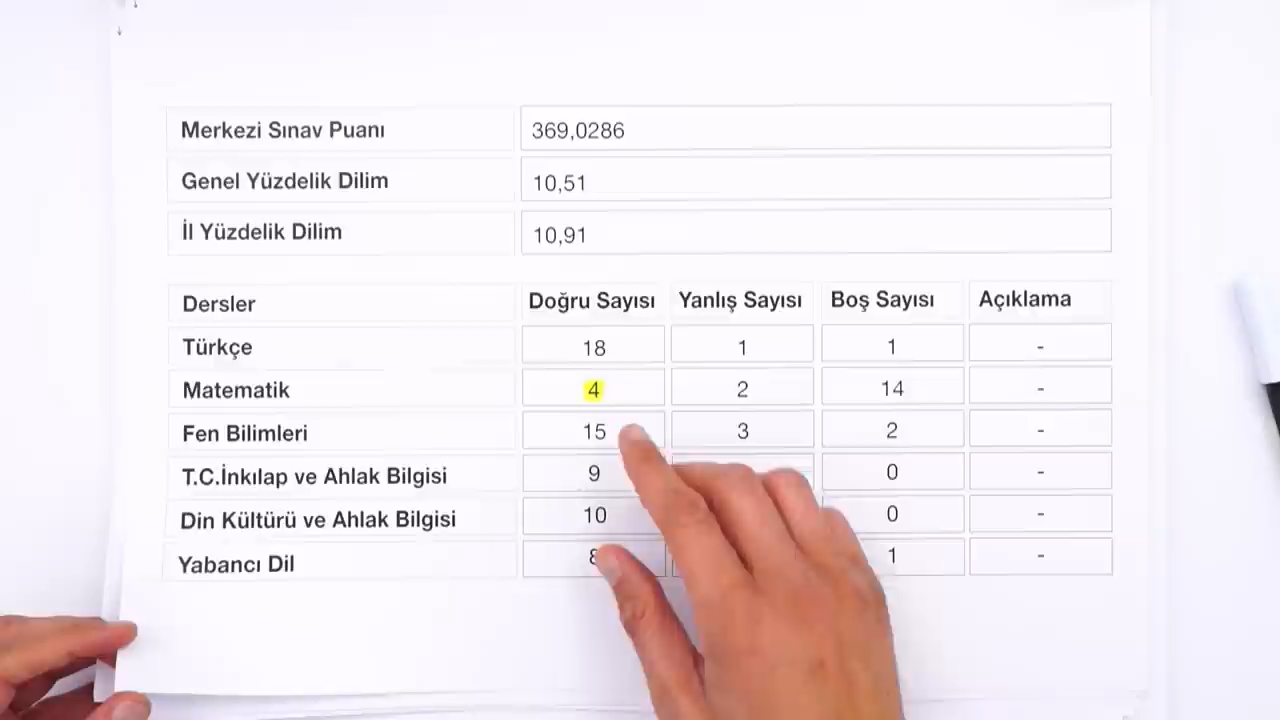 Merkezi Sınav Puanı 369,0286
Genel Yüzdelik Dilim 10,51
İl Yüzdelik Dilim 10,91
Dersler Doğru Sayısı Yanlış Sayısı Boş Sayısı Açıklama
Türkçe 18 1 1 -
Matematik 4 2 14 -
Fen Bilimleri 15 3 2 -
T.C.İnkılap ve Ahlak Bilgisi 9 0 -
Din Kültürü ve Ahlak Bilgisi 10 0 -
Yabancı Dil 8 1 -